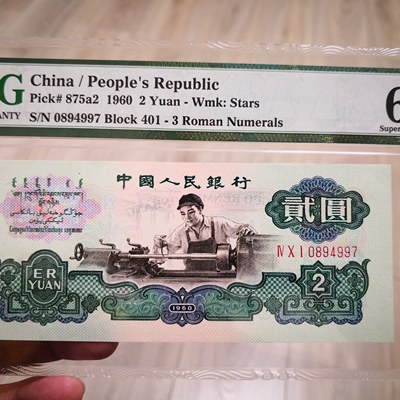 G
China / People's Republic
Pick# 875a2 1960 2 Yuan - Wmk: Stars
S/N 0894997 Block 401 - 3 Roman Numerals
ANTY
6
Super
中國人民銀行
貳圓
IV X I 0894997
ER
YUAN
1960
2